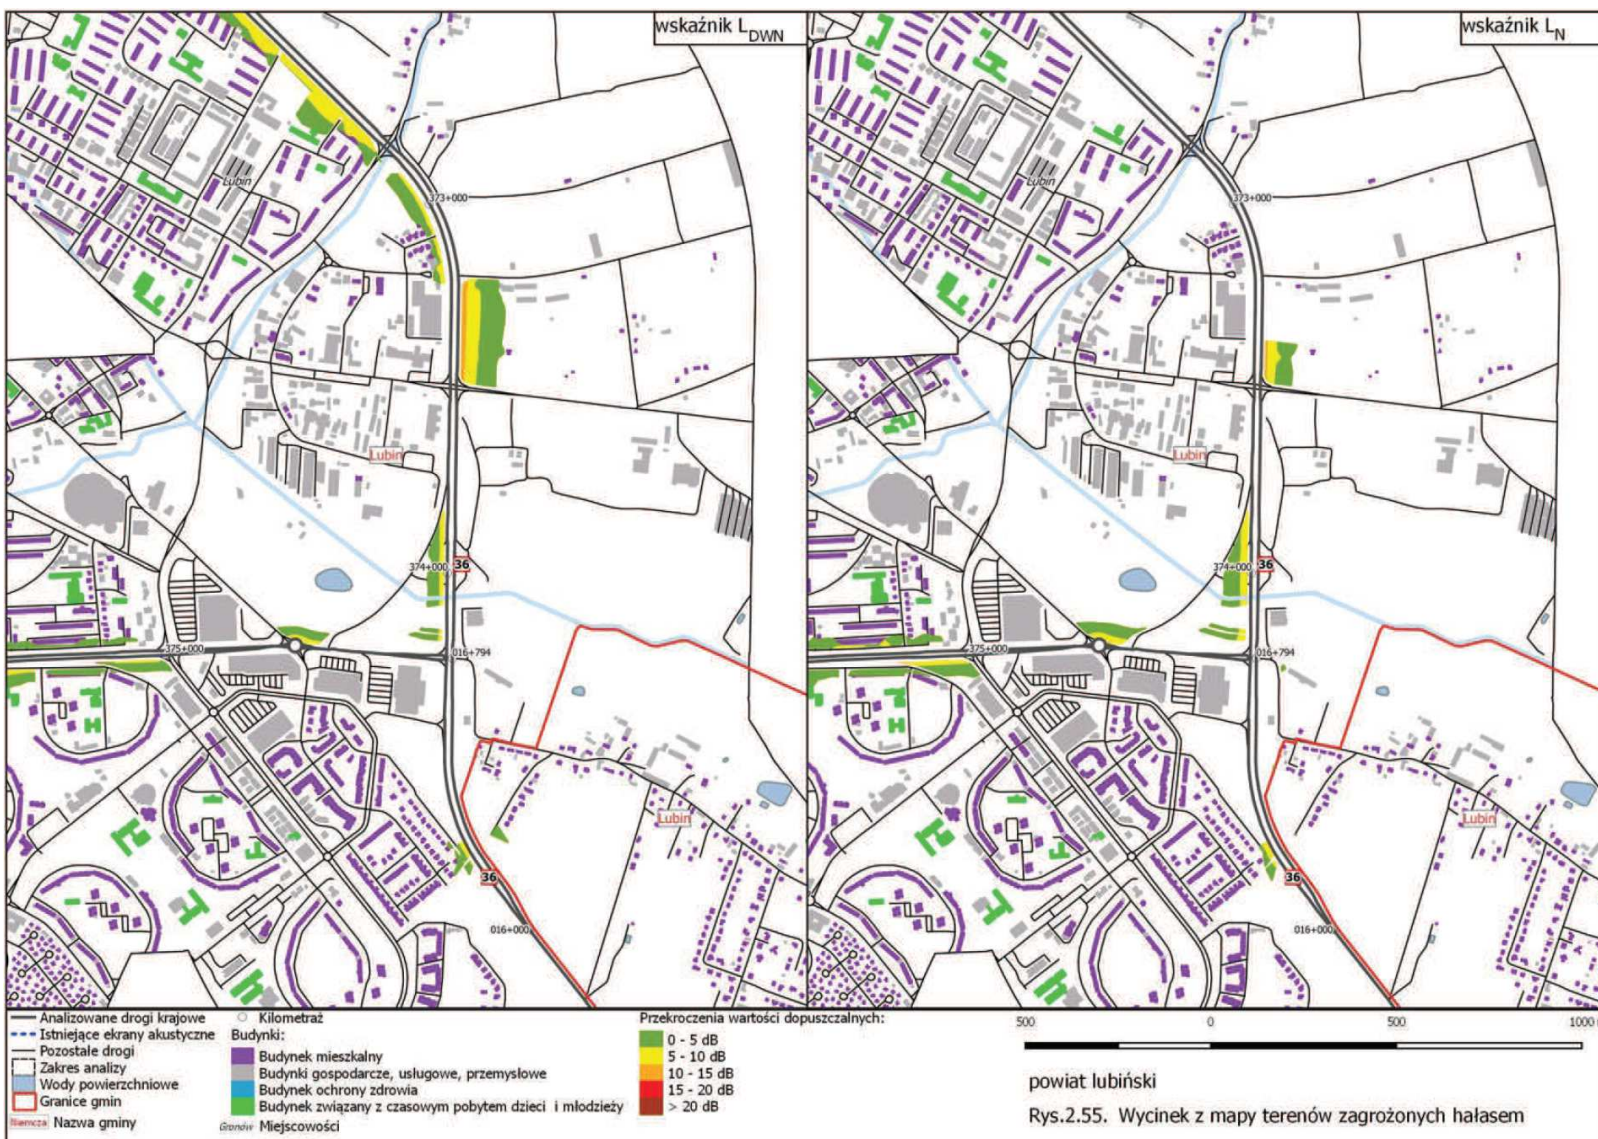 wskaźnik LDWN
wskaźnik LN
Lubin
Lubin
373+000
373+000
Lubin
Lubin
374+000
36
374+000
36
375+000
016+794
375+000
016+794
Lubin
Lubin
36
36
016+000
016+000
Analizowane drogi krajowe
Istniejące ekrany akustyczne
Pozostałe drogi
Zakres analizy
Wody powierzchniowe
Granice gmin
Niemcza Nazwa gminy
Kilometraż
Budynki:
Budynek mieszkalny
Budynki gospodarcze, usługowe, przemysłowe
Budynek ochrony zdrowia
Budynek związany z czasowym pobytem dzieci i młodzieży
Gronów Miejscowości
Przekroczenia wartości dopuszczalnych:
0 - 5 dB
5 - 10 dB
10 - 15 dB
15 - 20 dB
> 20 dB
500 0 500 1000
powiat lubiński
Rys.2.55. Wycinek z mapy terenów zagrożonych hałasem